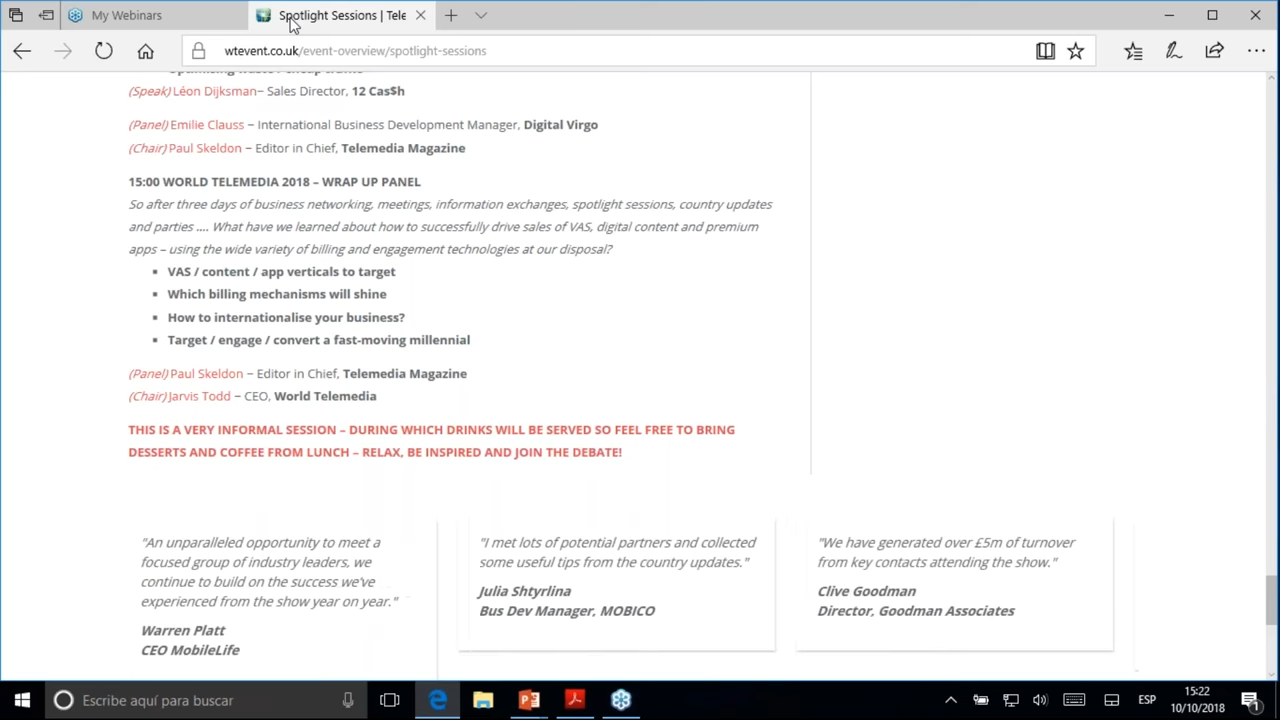 My Webinars
Spotlight Sessions | Tele
wtevent.co.uk/event-overview/spotlight-sessions
(Speak) Léon Dijksman– Sales Director, 12 Cas$h
(Panel) Emilie Clauss – International Business Development Manager, Digital Virgo
(Chair) Paul Skeldon – Editor in Chief, Telemedia Magazine
15:00 WORLD TELEMEDIA 2018 – WRAP UP PANEL
So after three days of business networking, meetings, information exchanges, spotlight sessions, country updates
and parties .... What have we learned about how to successfully drive sales of VAS, digital content and premium
apps – using the wide variety of billing and engagement technologies at our disposal?
▪ VAS / content / app verticals to target
▪ Which billing mechanisms will shine
▪ How to internationalise your business?
▪ Target / engage / convert a fast-moving millennial
(Panel) Paul Skeldon – Editor in Chief, Telemedia Magazine
(Chair) Jarvis Todd – CEO, World Telemedia
THIS IS A VERY INFORMAL SESSION – DURING WHICH DRINKS WILL BE SERVED SO FEEL FREE TO BRING
DESSERTS AND COFFEE FROM LUNCH – RELAX, BE INSPIRED AND JOIN THE DEBATE!
"An unparalleled opportunity to meet a
focused group of industry leaders, we
continue to build on the success we've
experienced from the show year on year."
Warren Platt
CEO MobileLife
"I met lots of potential partners and collected
some useful tips from the country updates."
Julia Shtyrlina
Bus Dev Manager, MOBICO
"We have generated over £5m of turnover
from key contacts attending the show."
Clive Goodman
Director, Goodman Associates
Escribe aquí para buscar
ESP
15:22
10/10/2018